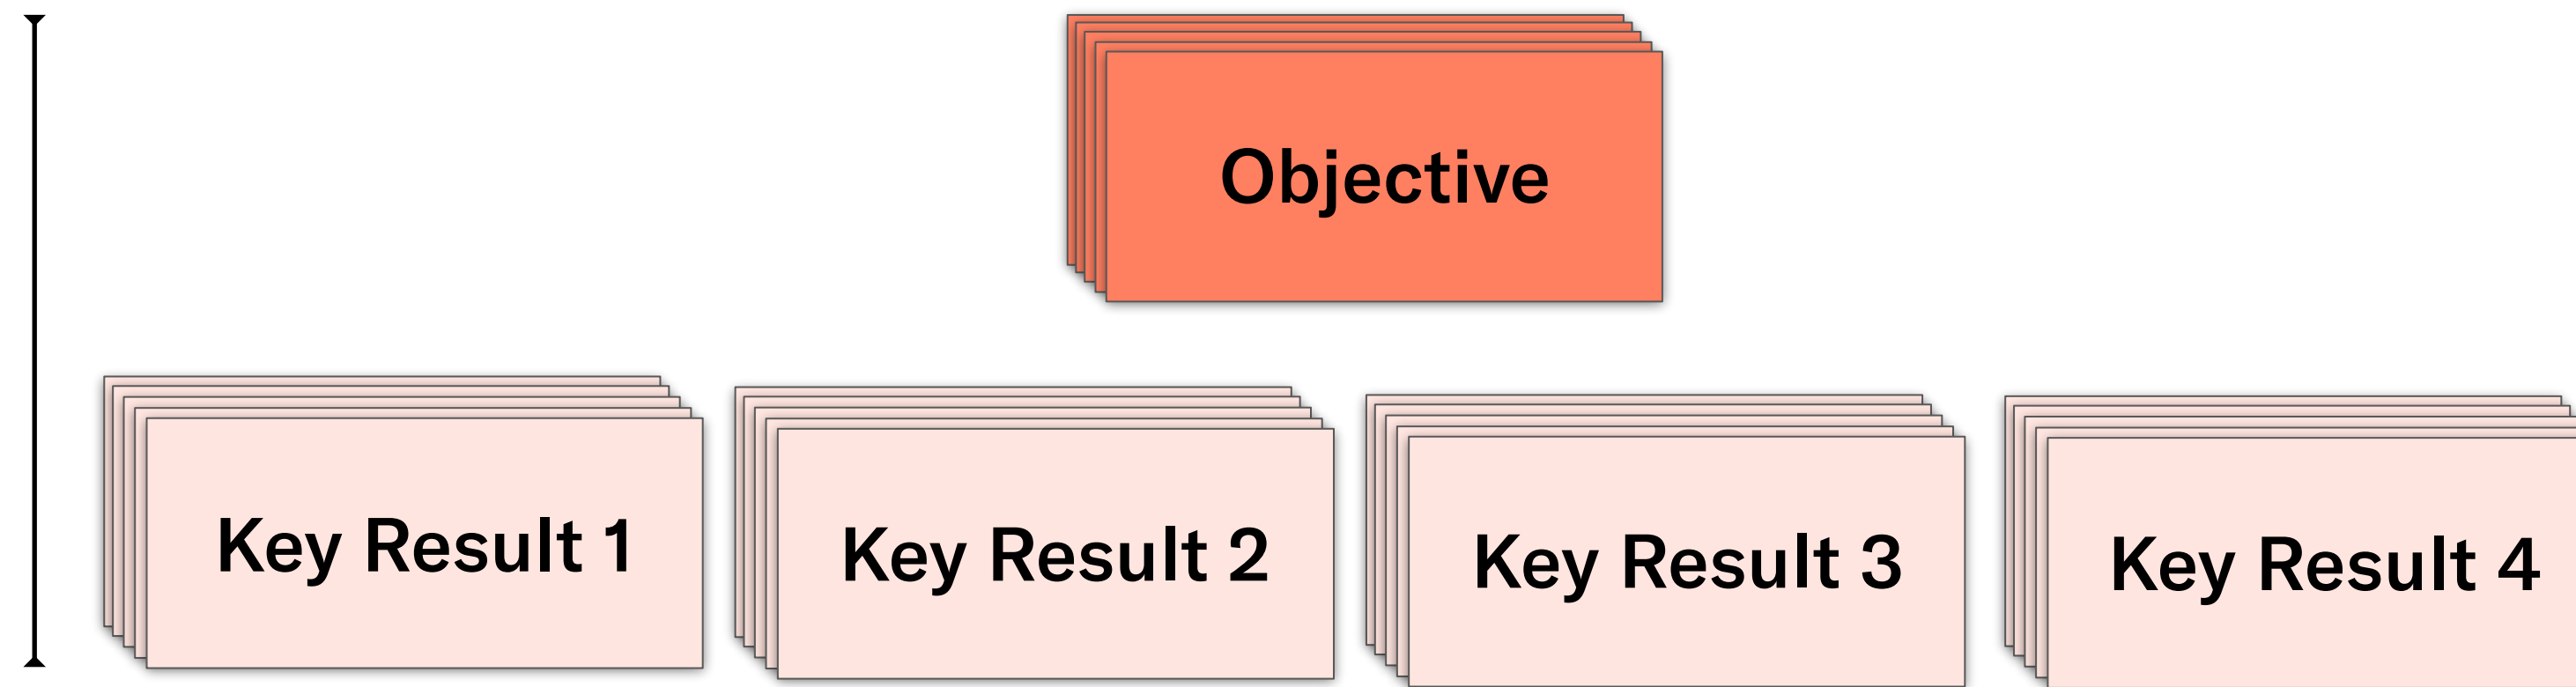 Objective
Key Result 1
Key Result 2
Key Result 3
Key Result 4